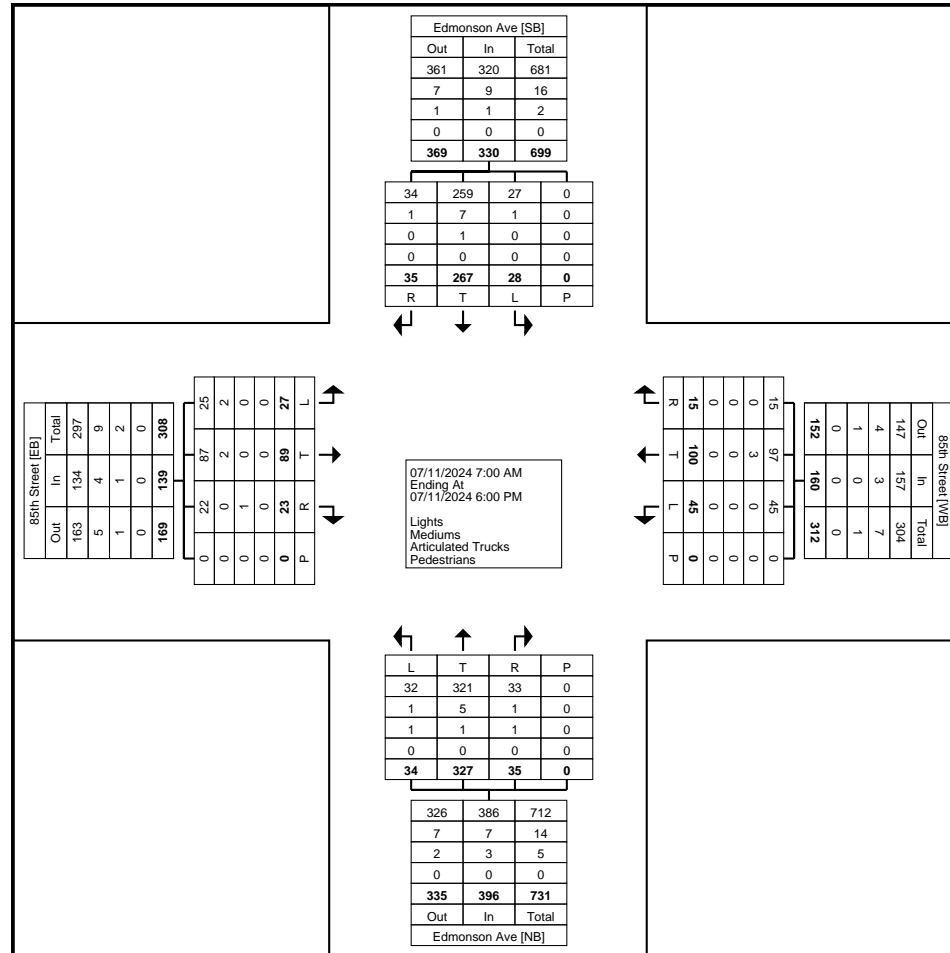 Edmonson Ave [SB]
Out In Total
361 320 681
7 9 16
1 1 2
0 0 0
369 330 699
34 259 27 0
1 7 1 0
0 1 0 0
0 0 0 0
35 267 28 0
R T L P
85th Street [EB]
Out In Total
163 134 297
5 4 9
1 1 2
0 0 0
169 139 308
0 22 87 25
0 0 2 2
0 1 0 0
0 0 0 0
0 23 89 27
P R T L
07/11/2024 7:00 AM
Ending At
07/11/2024 6:00 PM
Lights
Mediums
Articulated Trucks
Pedestrians
85th Street [WB]
Out In Total
147 157 304
4 3 7
1 0 1
0 0 0
152 160 312
15 97 45 0
0 3 0 0
0 0 0 0
0 0 0 0
15 100 45 0
R T L P
L T R P
32 321 33 0
1 5 1 0
1 1 1 0
0 0 0 0
34 327 35 0
326 386 712
7 7 14
2 3 5
0 0 0
335 396 731
Out In Total
Edmonson Ave [NB]